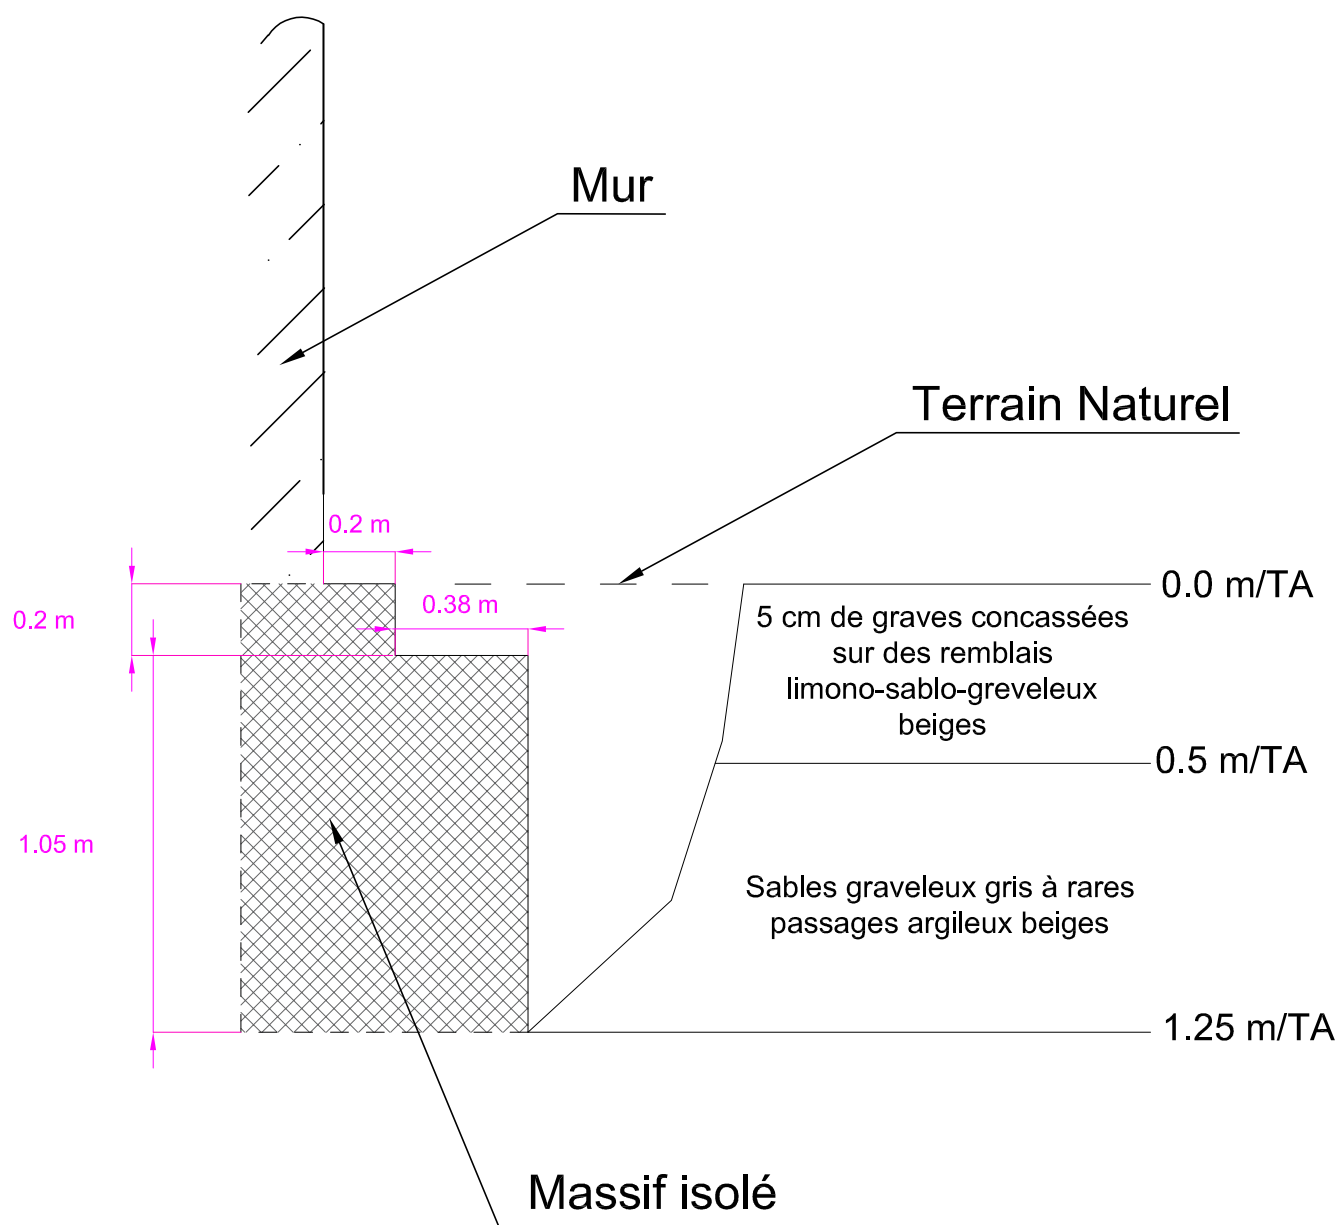 Mur
Terrain Naturel
0.2 m
0.0 m/TA
0.2 m
0.38 m
5 cm de graves concassées
sur des remblais
limono-sablo-greveleux
beiges
0.5 m/TA
1.05 m
Sables graveleux gris à rares
passages argileux beiges
1.25 m/TA
Massif isolé